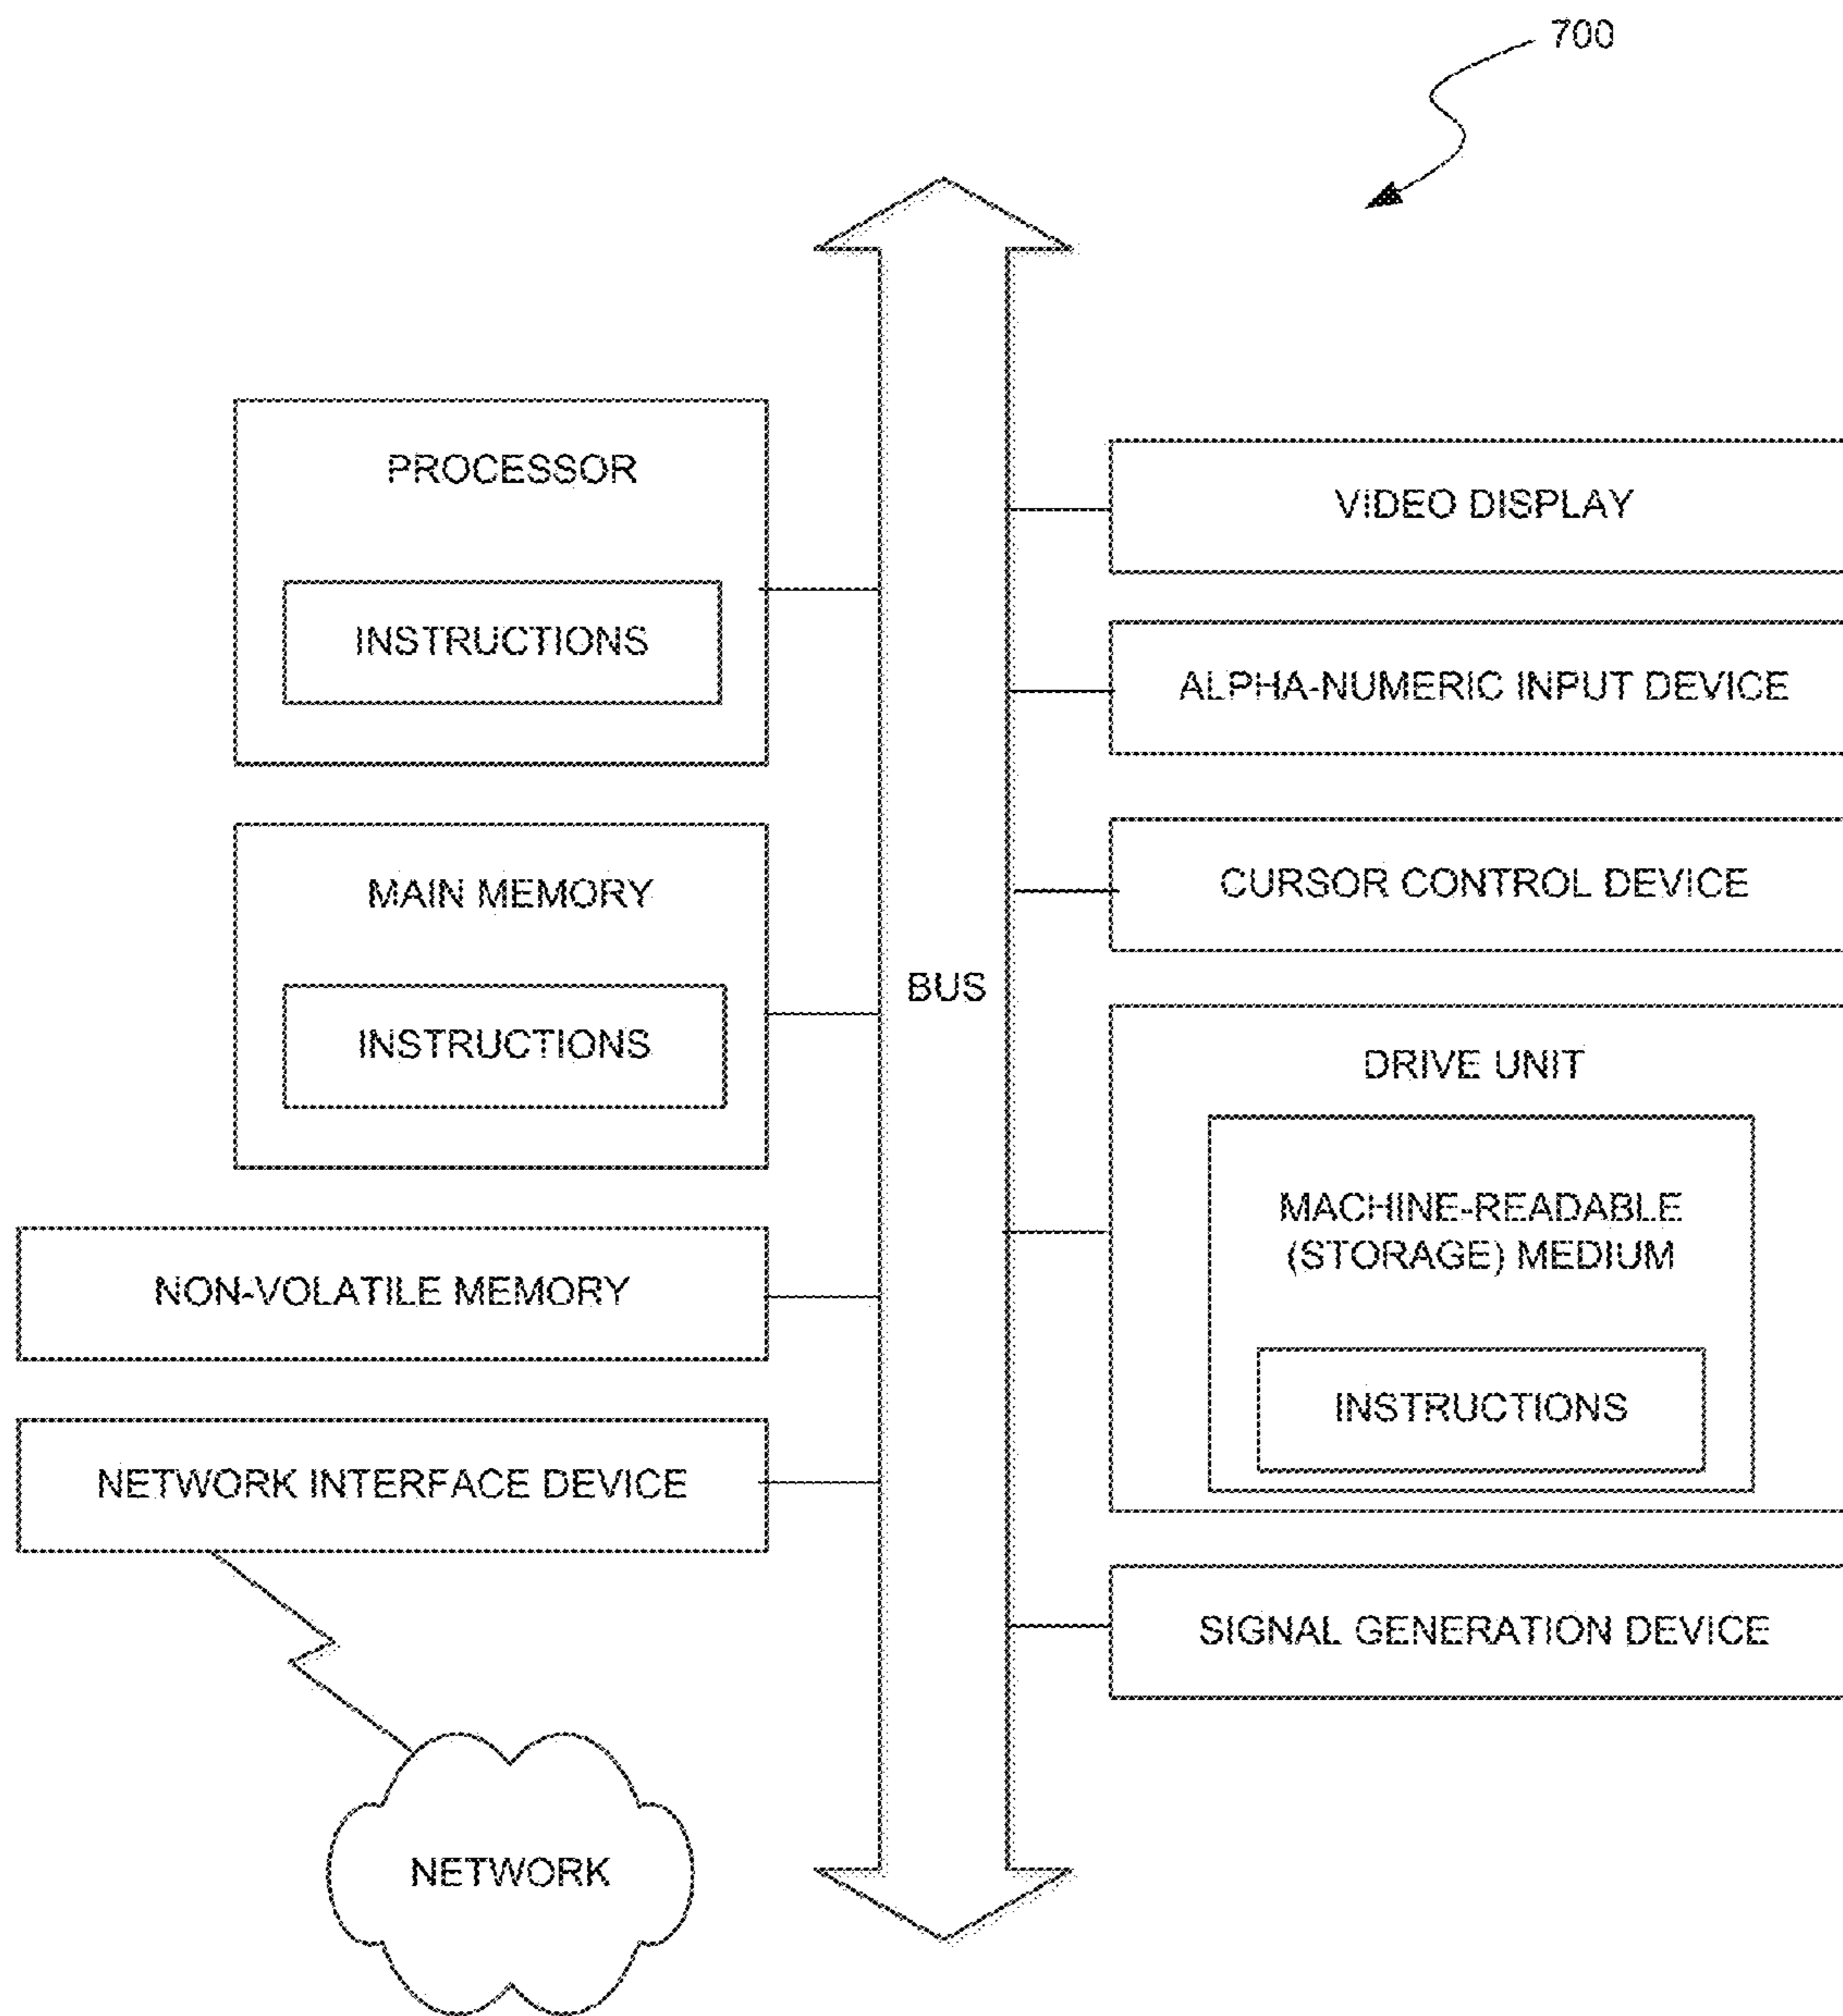 700
PROCESSOR
INSTRUCTIONS
MAIN MEMORY
INSTRUCTIONS
NON-VOLATILE MEMORY
NETWORK INTERFACE DEVICE
NETWORK
BUS
VIDEO DISPLAY
ALPHA-NUMERIC INPUT DEVICE
CURSOR CONTROL DEVICE
DRIVE UNIT
MACHINE-READABLE
(STORAGE) MEDIUM
INSTRUCTIONS
SIGNAL GENERATION DEVICE